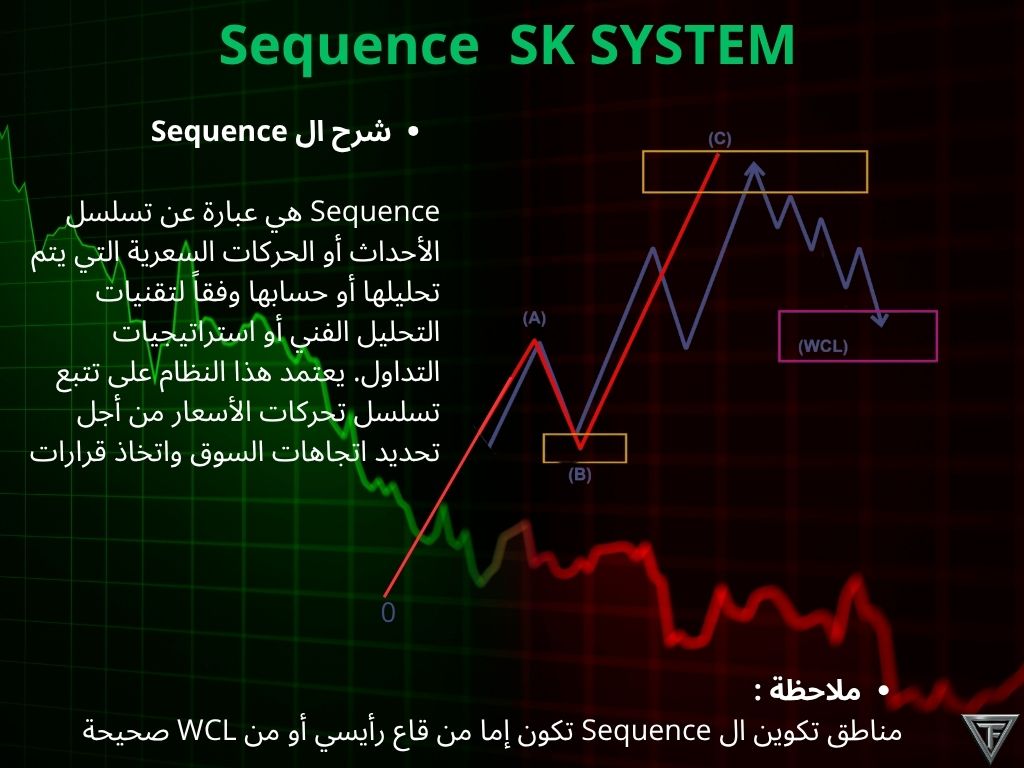 Sequence SK SYSTEM
• شرح ال Sequence
Sequence هي عبارة عن تسلسل
الأحداث أو الحركات السعرية التي يتم
تحليلها أو حسابها وفقاً لتقنيات
التحليل الفني أو استراتيجيات
التداول. يعتمد هذا النظام على تتبع
تسلسل تحركات الأسعار من أجل
تحديد اتجاهات السوق واتخاذ قرارات
(C)
(A)
(WCL)
(B)
0
• ملاحظة :
مناطق تكوين ال Sequence تكون إما من قاع رأيسي أو من WCL صحيحة